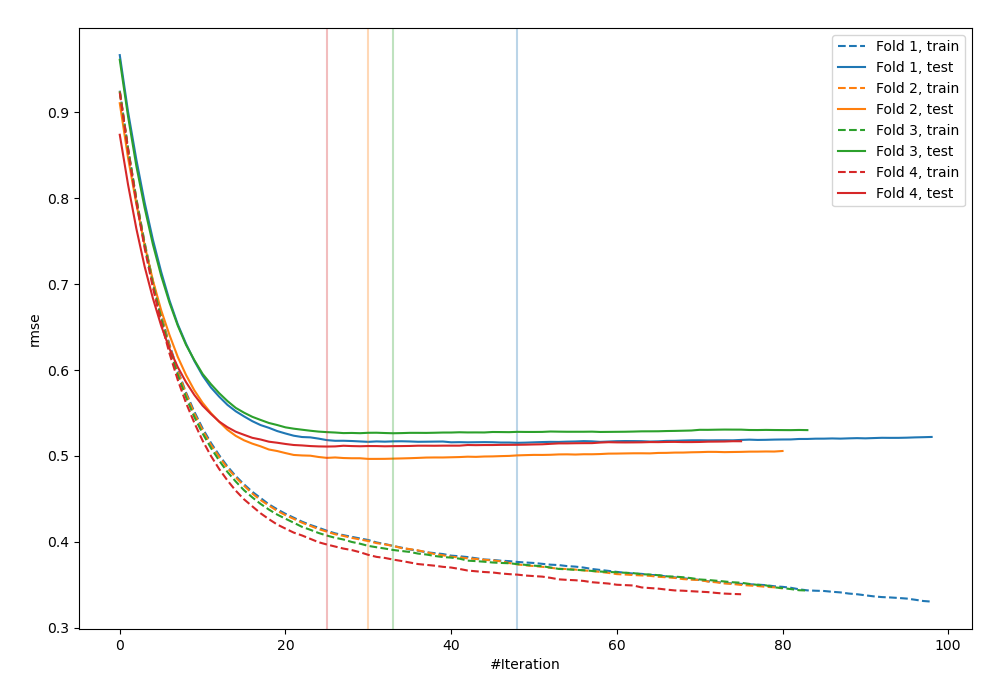 Fold 1, train
Fold 1, test
Fold 2, train
Fold 2, test
Fold 3, train
Fold 3, test
Fold 4, train
Fold 4, test
rmse
0.9
0.8
0.7
0.6
0.5
0.4
0.3
0
20
40
60
80
100
#Iteration